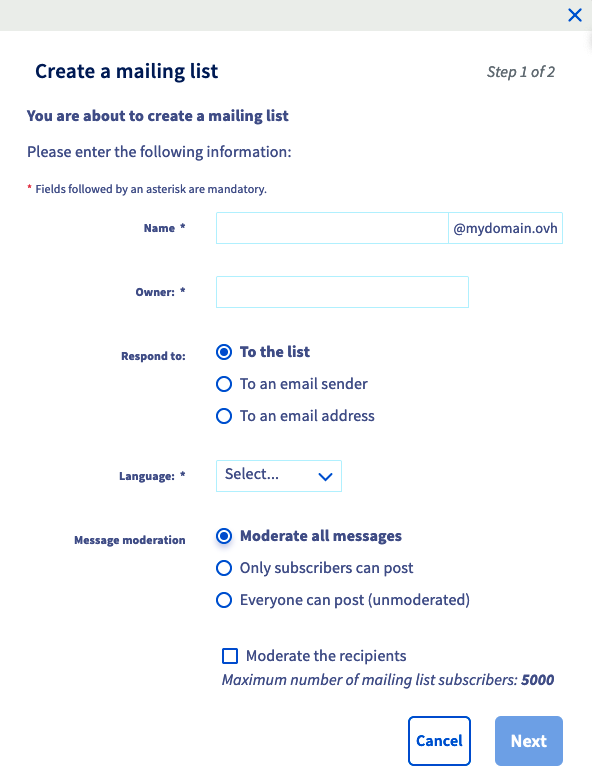 Create a mailing list
Step 1 of 2
You are about to create a mailing list
Please enter the following information:
* Fields followed by an asterisk are mandatory.
Name *
@mydomain.ovh
Owner: *
Respond to:
To the list
To an email sender
To an email address
Language: *
Select...
Message moderation
Moderate all messages
Only subscribers can post
Everyone can post (unmoderated)
Moderate the recipients
Maximum number of mailing list subscribers: 5000
Cancel
Next